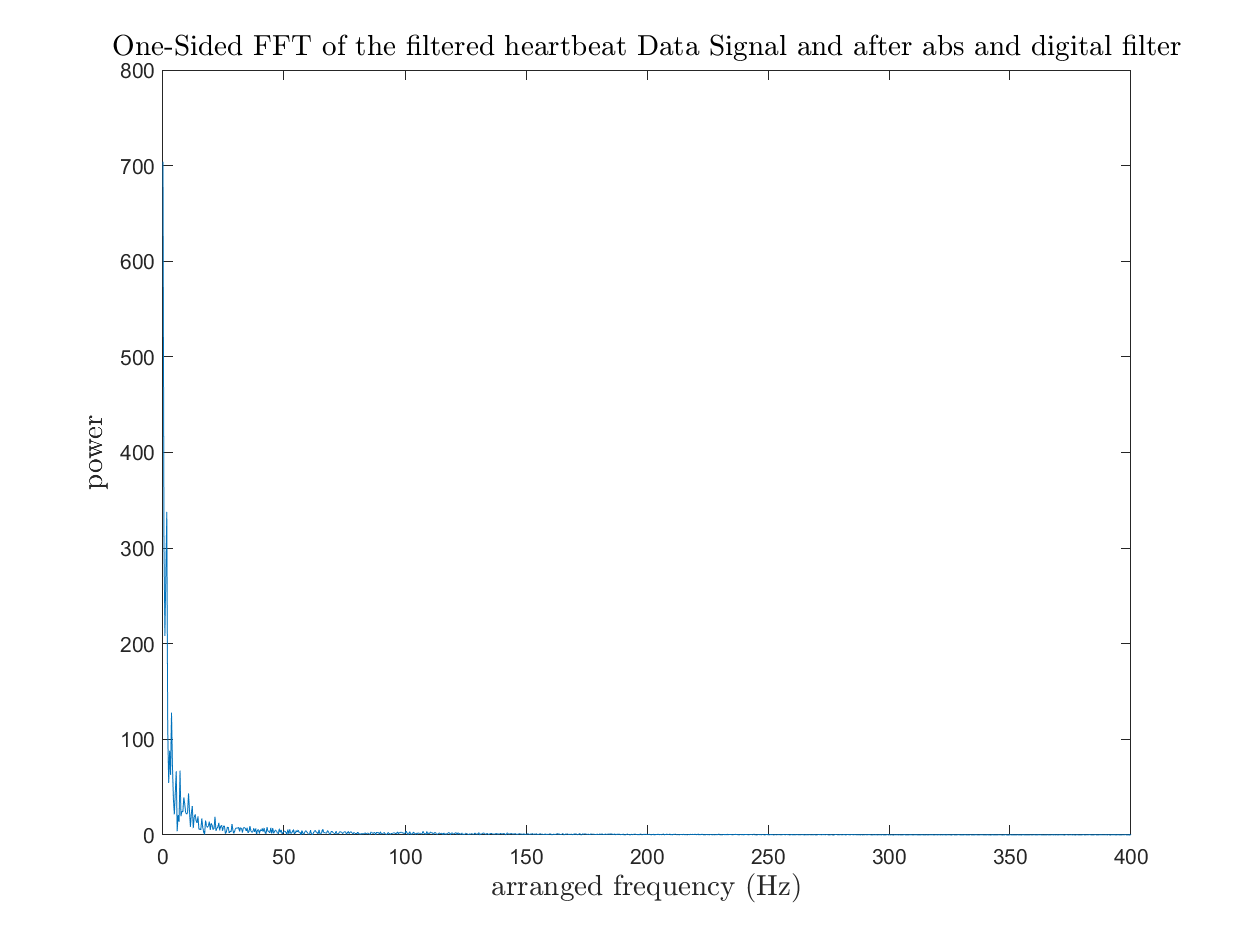 One-Sided FFT of the filtered heartbeat Data Signal and after abs and digital filter
800
700
600
500
400
300
200
100
0
power
0 50 100 150 200 250 300 350 400
arranged frequency (Hz)